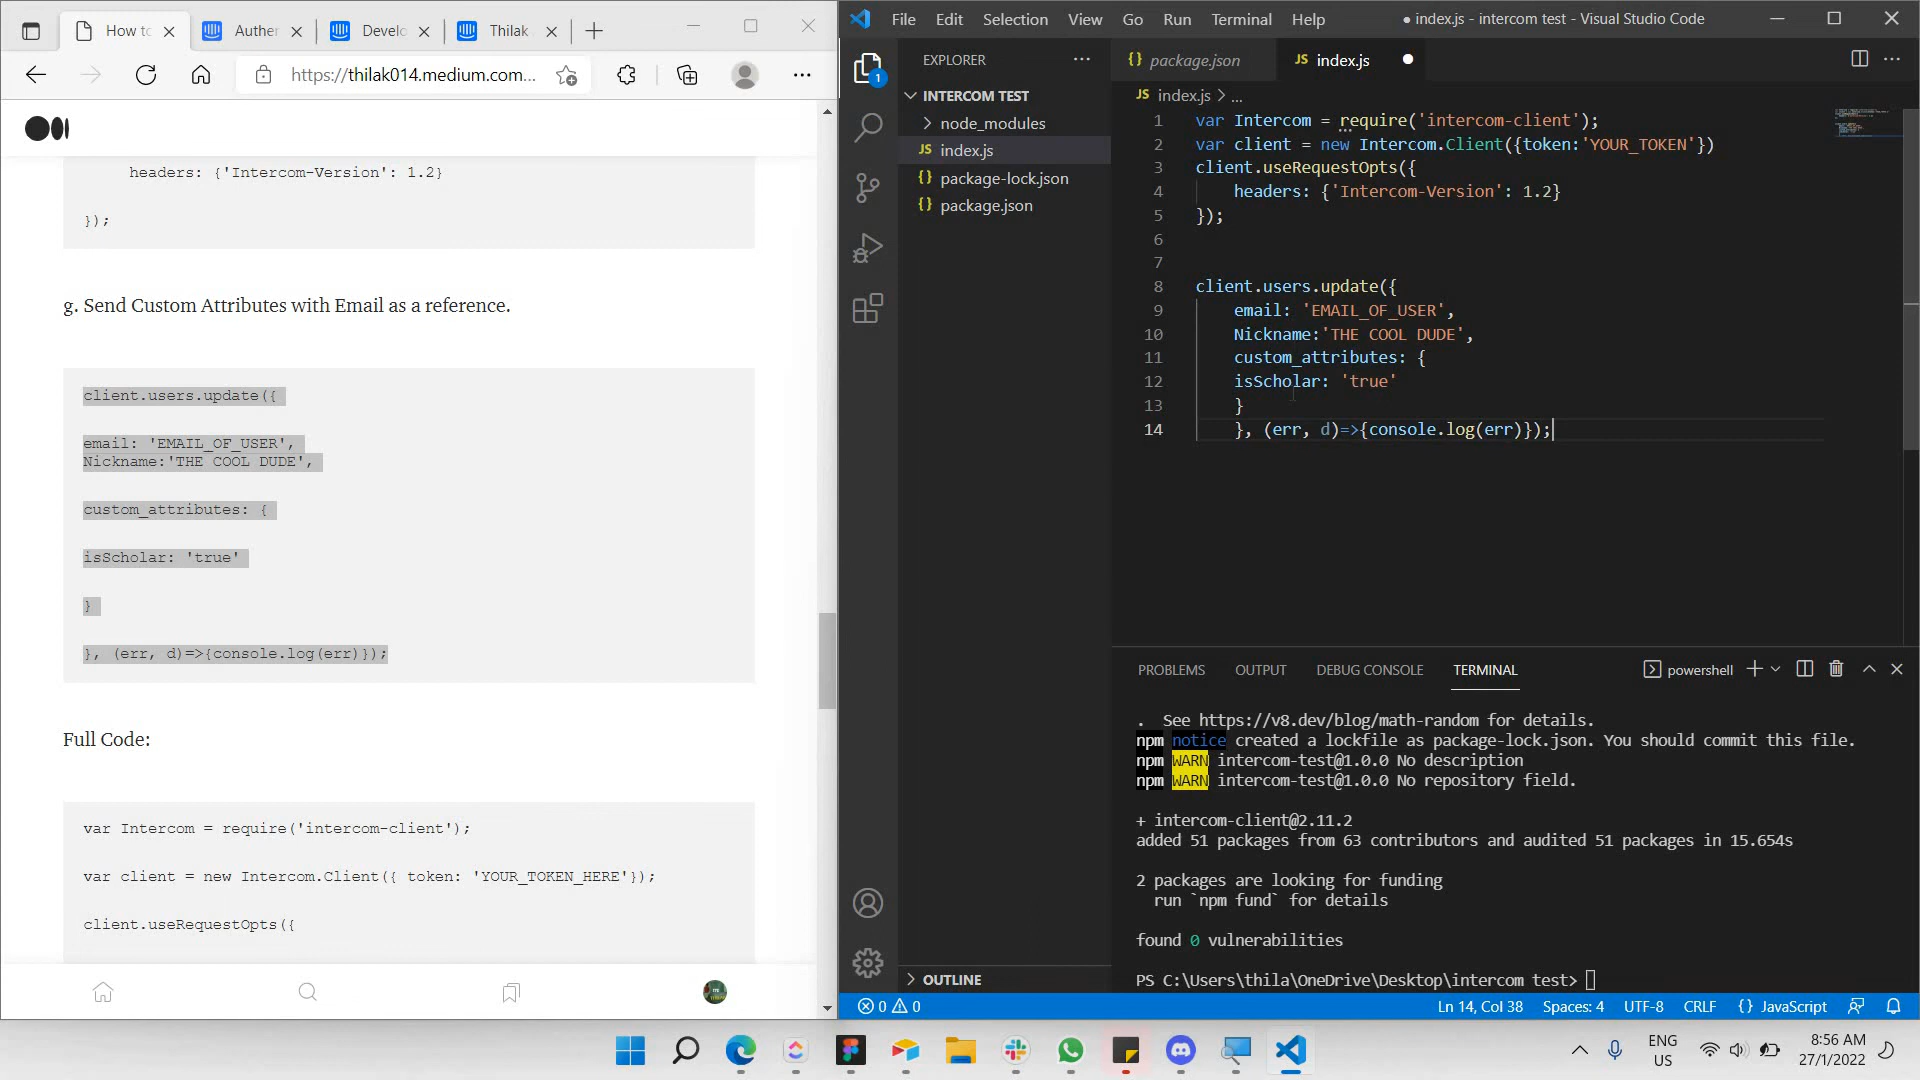 How to
Auther
Develo
Thilak
https://thilak014.medium.com...
headers: {'Intercom-Version': 1.2}
});
g. Send Custom Attributes with Email as a reference.
client.users.update({
email: 'EMAIL_OF_USER',
Nickname:'THE COOL DUDE',
custom_attributes: {
isScholar: 'true'
}
}, (err, d)=>{console.log(err)});
Full Code:
var Intercom = require('intercom-client');
var client = new Intercom.Client({ token: 'YOUR_TOKEN_HERE'});
client.useRequestOpts({
File Edit Selection View Go Run Terminal Help
● index.js - intercom test - Visual Studio Code
1
EXPLORER ...
INTERCOM TEST
node_modules
JS index.js
{} package-lock.json
{} package.json
OUTLINE
{} package.json
JS index.js
JS index.js > ...
1 var Intercom = require('intercom-client');
2 var client = new Intercom.Client({token:'YOUR_TOKEN'})
3 client.useRequestOpts({
4 headers: {'Intercom-Version': 1.2}
5 });
6
7
8 client.users.update({
9 email: 'EMAIL_OF_USER',
10 Nickname:'THE COOL DUDE',
11 custom_attributes: {
12 isScholar: 'true'
13 }
14 }, (err, d)=>{console.log(err)});
PROBLEMS OUTPUT DEBUG CONSOLE TERMINAL
powershell
. See https://v8.dev/blog/math-random for details.
npm notice created a lockfile as package-lock.json. You should commit this file.
npm WARN intercom-test@1.0.0 No description
npm WARN intercom-test@1.0.0 No repository field.
+ intercom-client@2.11.2
added 51 packages from 63 contributors and audited 51 packages in 15.654s
2 packages are looking for funding
run `npm fund` for details
found 0 vulnerabilities
PS C:\Users\thila\OneDrive\Desktop\intercom test>
0 0
Ln 14, Col 38 Spaces: 4 UTF-8 CRLF {} JavaScript
ENG
US
8:56 AM
27/1/2022